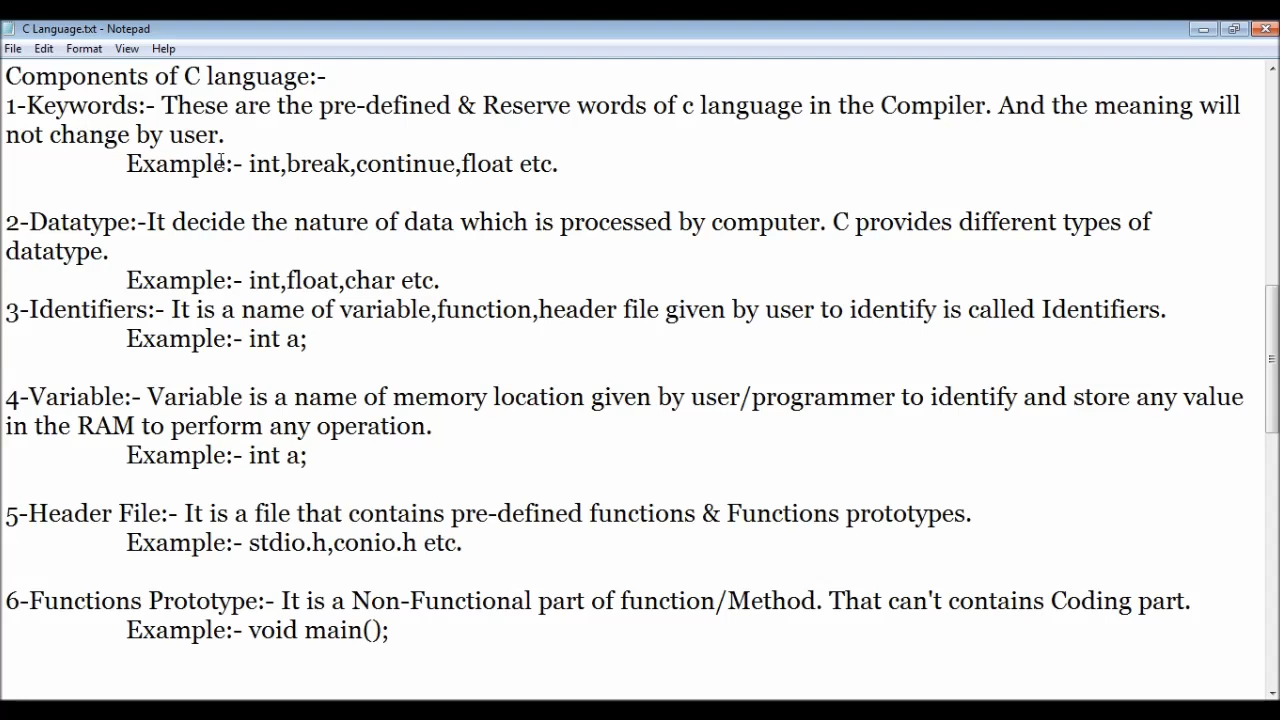 C Language.txt - Notepad
File Edit Format View Help
Components of C language:-
1-Keywords:- These are the pre-defined & Reserve words of c language in the Compiler. And the meaning will
not change by user.
Example:- int,break,continue,float etc.
2-Datatype:-It decide the nature of data which is processed by computer. C provides different types of
datatype.
Example:- int,float,char etc.
3-Identifiers:- It is a name of variable,function,header file given by user to identify is called Identifiers.
Example:- int a;
4-Variable:- Variable is a name of memory location given by user/programmer to identify and store any value
in the RAM to perform any operation.
Example:- int a;
5-Header File:- It is a file that contains pre-defined functions & Functions prototypes.
Example:- stdio.h,conio.h etc.
6-Functions Prototype:- It is a Non-Functional part of function/Method. That can't contains Coding part.
Example:- void main();